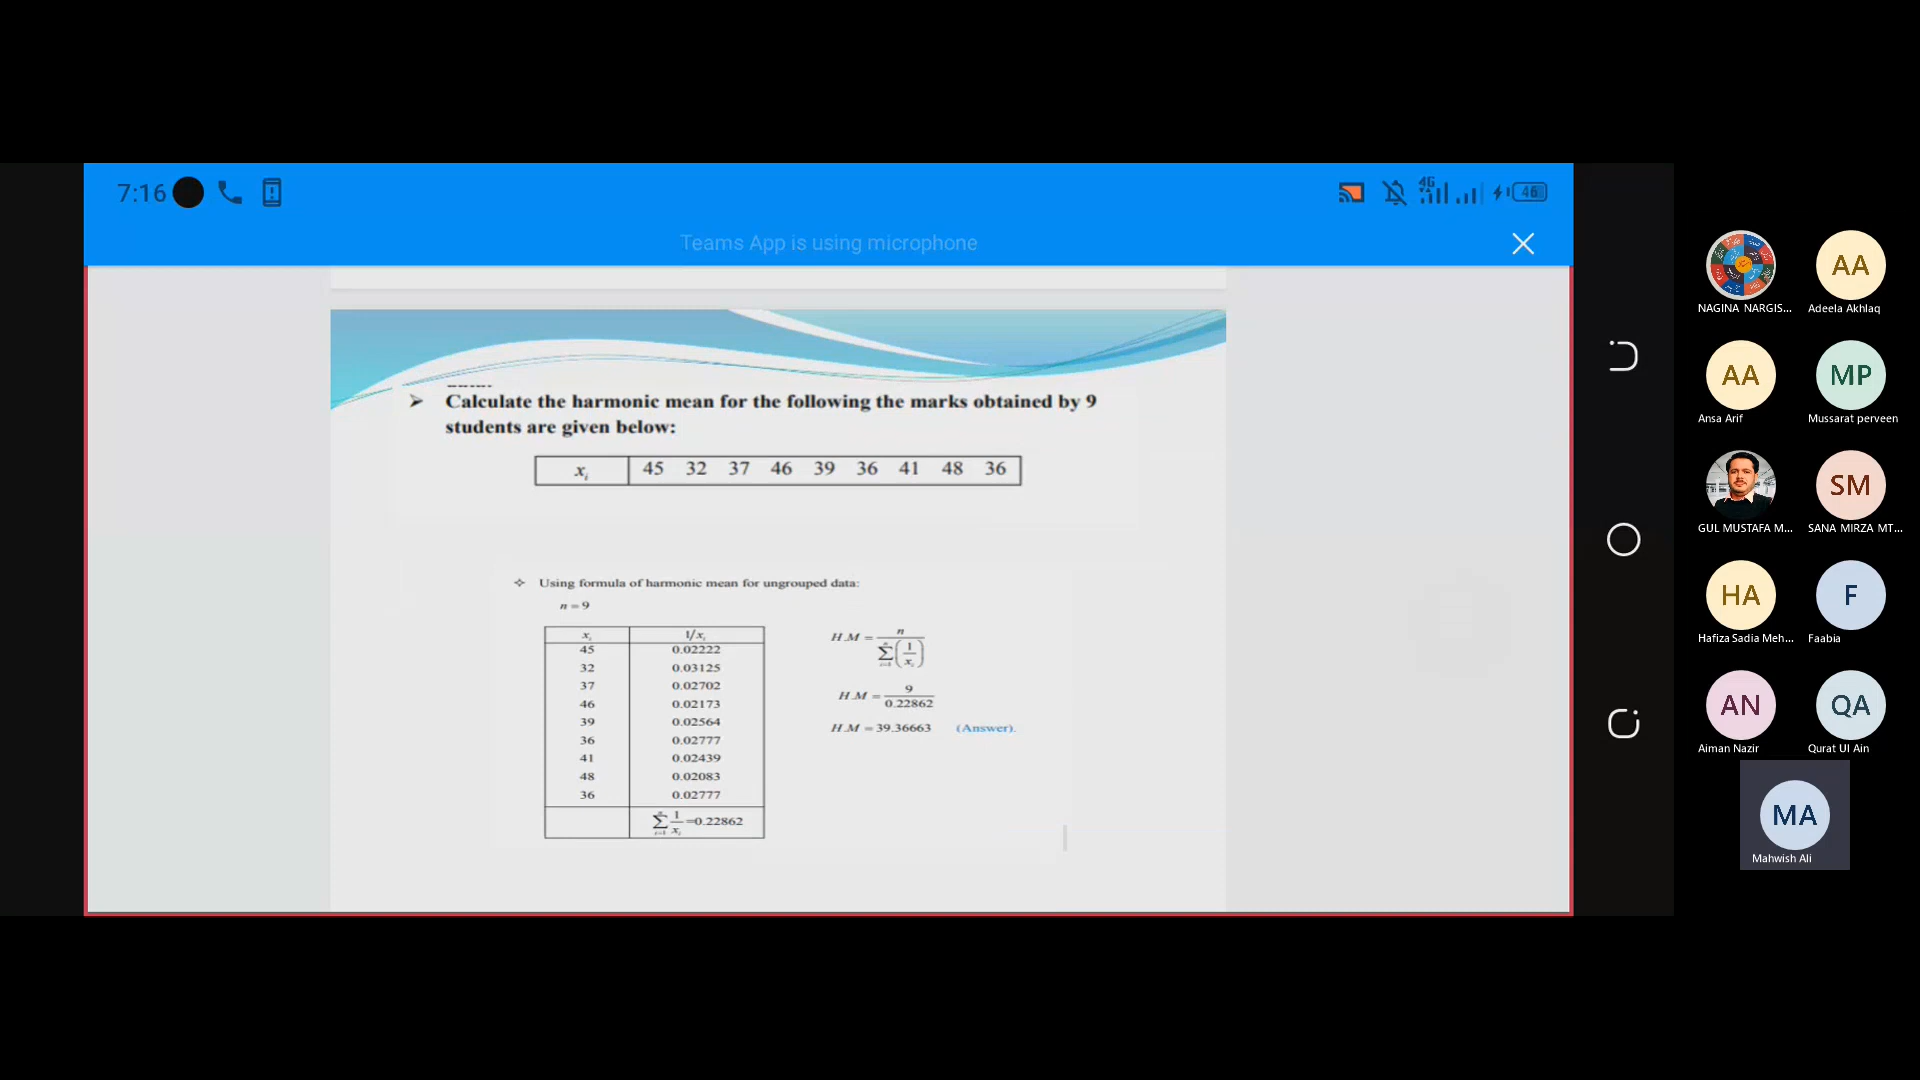 7:16
4G
46
Teams App is using microphone
➢ Calculate the harmonic mean for the following the marks obtained by 9
students are given below:
xᵢ 45 32 37 46 39 36 41 48 36
✧ Using formula of harmonic mean for ungrouped data:
n = 9
xᵢ 1/xᵢ
45 0.02222
32 0.03125
37 0.02702
46 0.02173
39 0.02564
36 0.02777
41 0.02439
48 0.02083
36 0.02777
∑ᵢ₌₁ⁿ 1/xᵢ =0.22862
H.M = n / ∑ᵢ₌₁ⁿ (1/xᵢ)
H.M = 9 / 0.22862
H.M = 39.36663 (Answer).
NAGINA NARGIS...
AA
Adeela Akhlaq
AA
Ansa Arif
MP
Mussarat perveen
GUL MUSTAFA M...
SM
SANA MIRZA MT...
HA
Hafiza Sadia Meh...
F
Faabia
AN
Aiman Nazir
QA
Qurat Ul Ain
MA
Mahwish Ali